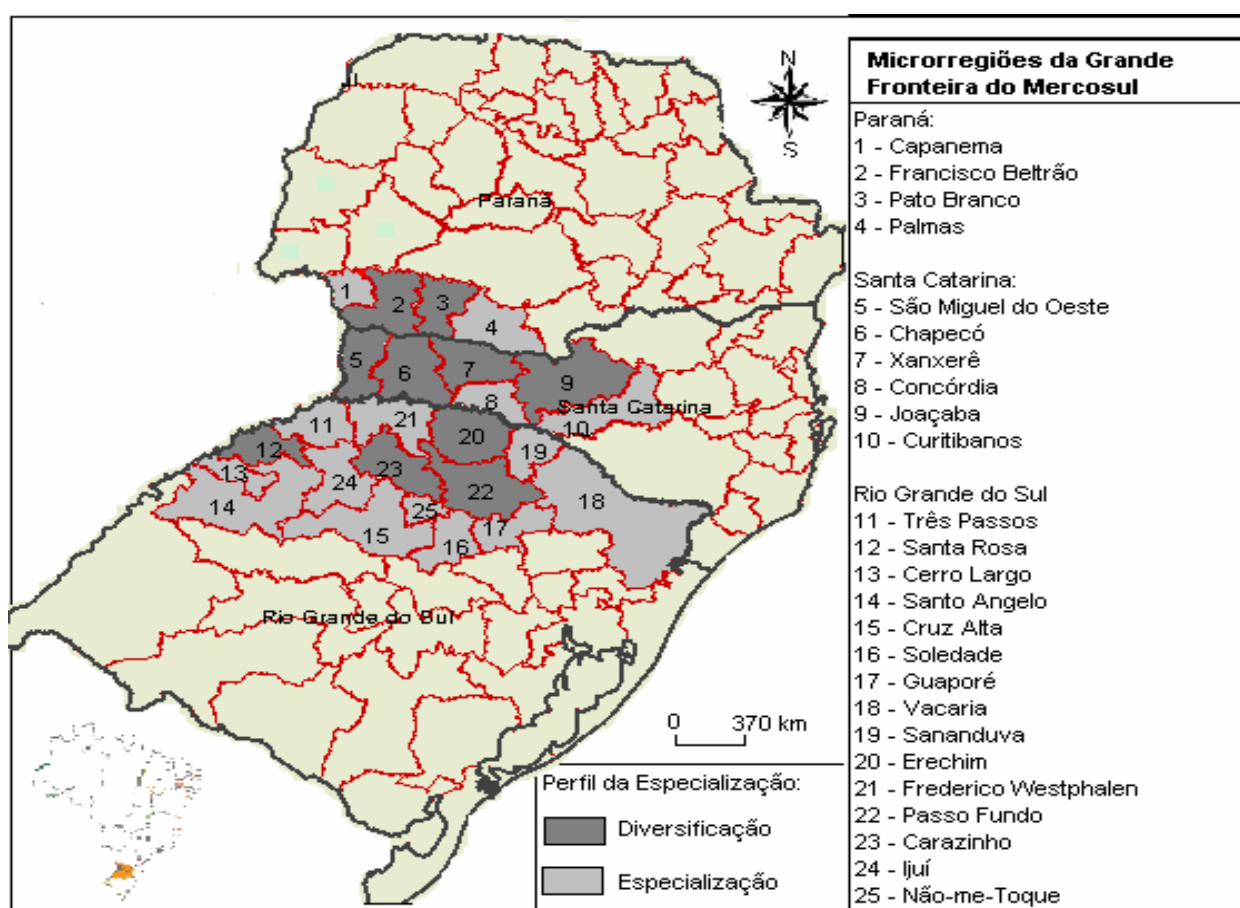 N
S
Paraná
1
2
3
4
5
6
7
8
9
Santa Catarina
10
11
21
20
12
19
13
23
24
22
18
14
25
17
15
16
Rio Grande do Sul
0 370 km
Perfil da Especialização:
Diversificação
Especialização
Microrregiões da Grande
Fronteira do Mercosul
Paraná:
1 - Capanema
2 - Francisco Beltrão
3 - Pato Branco
4 - Palmas
Santa Catarina:
5 - São Miguel do Oeste
6 - Chapecó
7 - Xanxerê
8 - Concórdia
9 - Joaçaba
10 - Curitibanos
Rio Grande do Sul
11 - Três Passos
12 - Santa Rosa
13 - Cerro Largo
14 - Santo Angelo
15 - Cruz Alta
16 - Soledade
17 - Guaporé
18 - Vacaria
19 - Sananduva
20 - Erechim
21 - Frederico Westphalen
22 - Passo Fundo
23 - Carazinho
24 - Ijuí
25 - Não-me-Toque